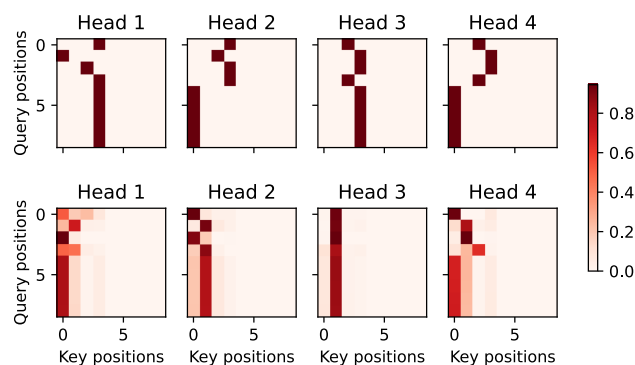 Head 1 Head 2 Head 3 Head 4
Query positions
0
5
Head 1 Head 2 Head 3 Head 4
Query positions
0
5
0 5 0 5 0 5 0 5
Key positions Key positions Key positions Key positions
0.8
0.6
0.4
0.2
0.0